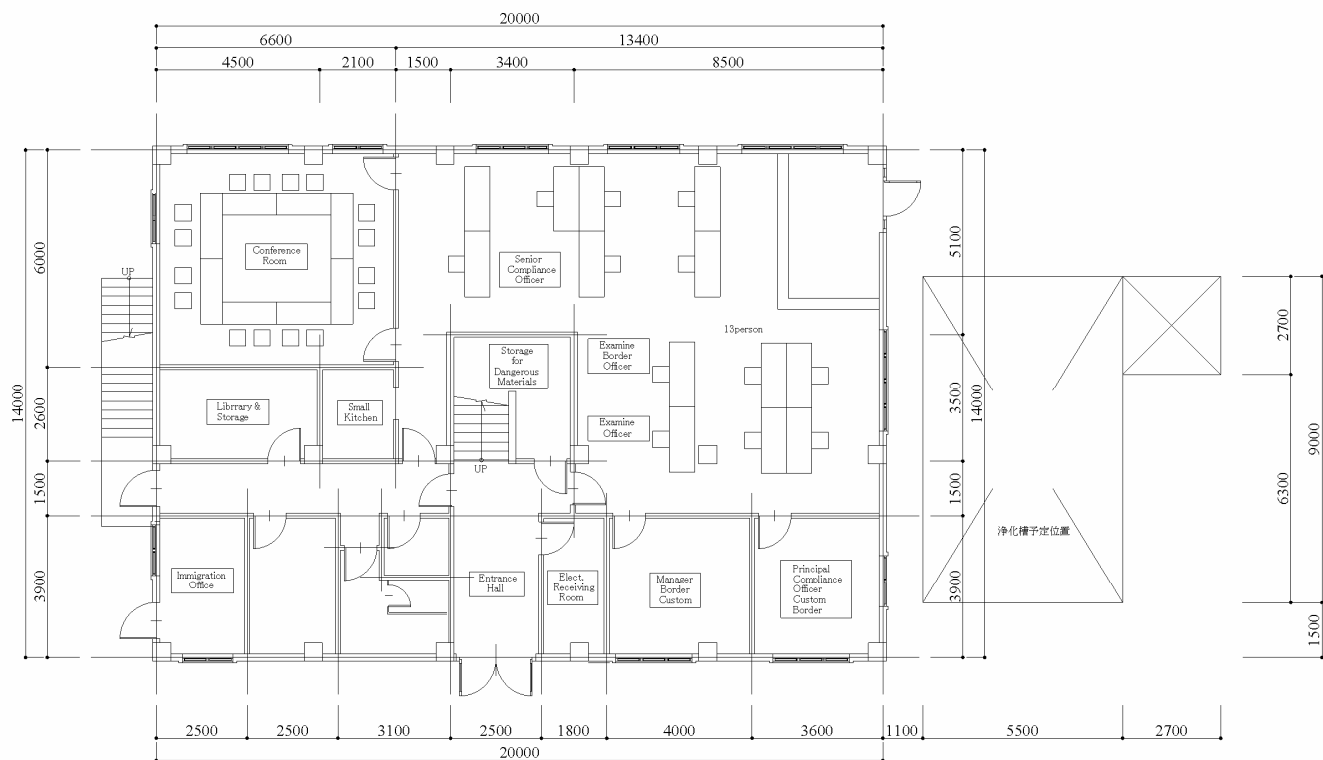 20000
6600
13400
4500
2100
1500
3400
8500
14000
6000
2600
1500
3900
UP
Conference
Room
Librrary &
Storage
Small
Kitchen
Senior
Compliance
Officer
Storage
for
Dangerous
Materials
UP
13person
Examine
Border
Officer
Examine
Officer
Immigration
Office
Entrance
Hall
Elect.
Receiving
Room
Manager
Border
Custom
Principal
Compliance
Officer
Custom
Border
5100
3500
1500
3900
14000
浄化槽予定位置
2700
6300
9000
1500
2500
2500
3100
2500
1800
4000
3600
1100
5500
2700
20000